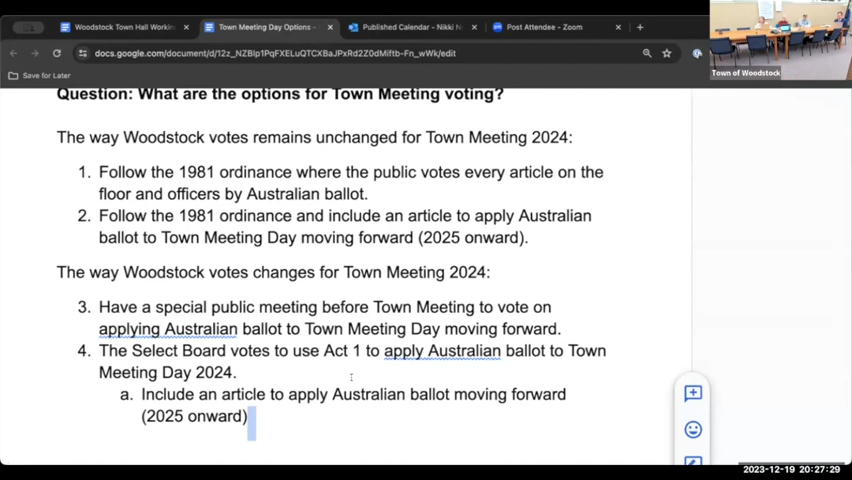 Woodstock Town Hall Workin
Town Meeting Day Options -
Published Calendar - Nikki N
Post Attendee - Zoom
docs.google.com/document/d/12z_NZBlp1PqFXELuQTCXBaJPxRd2Z0dMiftb-Fn_wWk/edit
Save for Later
Town of Woodstock
Question: What are the options for Town Meeting voting?
The way Woodstock votes remains unchanged for Town Meeting 2024:
1. Follow the 1981 ordinance where the public votes every article on the
floor and officers by Australian ballot.
2. Follow the 1981 ordinance and include an article to apply Australian
ballot to Town Meeting Day moving forward (2025 onward).
The way Woodstock votes changes for Town Meeting 2024:
3. Have a special public meeting before Town Meeting to vote on
applying Australian ballot to Town Meeting Day moving forward.
4. The Select Board votes to use Act 1 to apply Australian ballot to Town
Meeting Day 2024.
a. Include an article to apply Australian ballot moving forward
(2025 onward)
2023-12-19 20:27:29